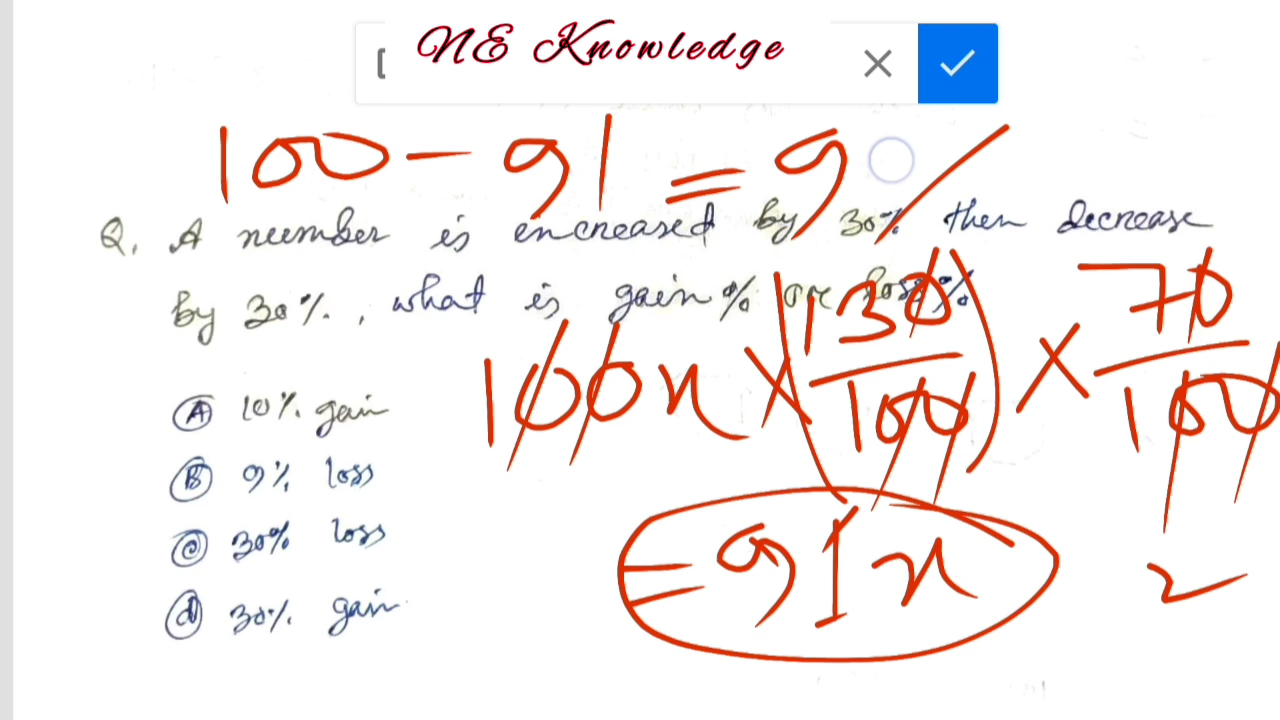 NE Knowledge
100 - 91 = 9%
Q. A neember is encreased by 30% then decrease
by 30%, what is gain % ore loss %
100x × (130/100) × 70/100
(A) 10% gain
(B) 9% loss
= 91x
(C) 30% loss
(d) 30% gain